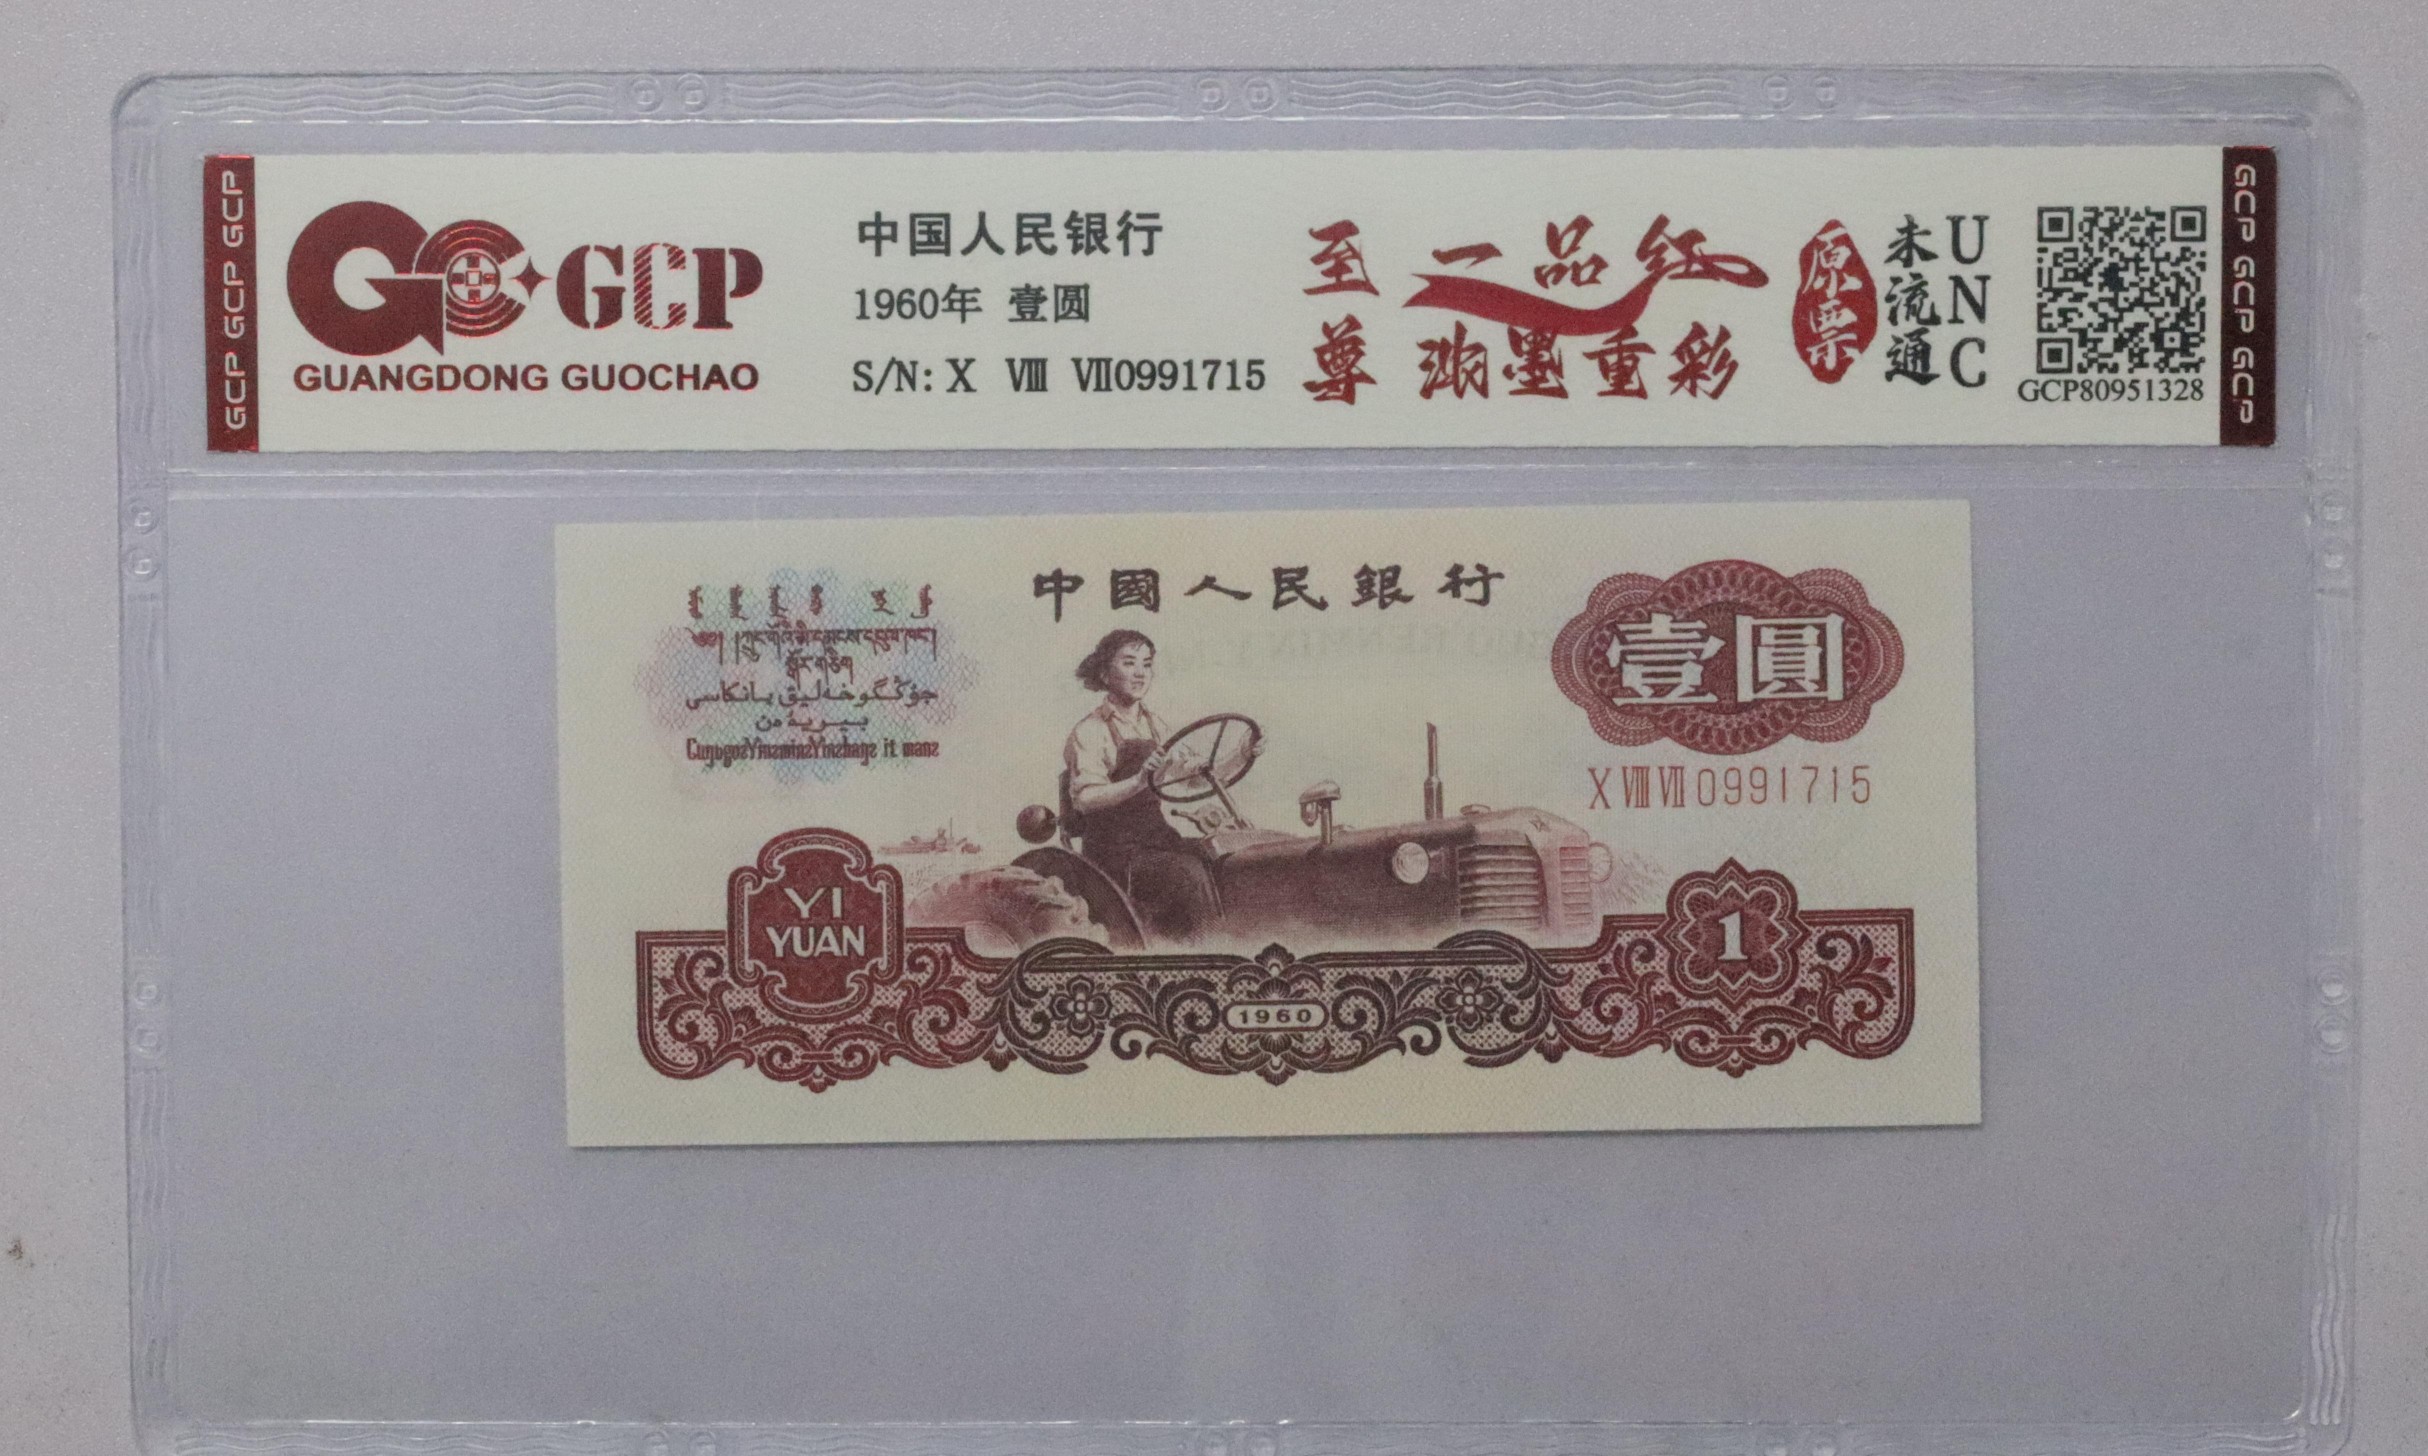 GCP GCP GCP
GCP
GUANGDONG GUOCHAO
中国人民银行
1960年 壹圆
S/N: X Ⅷ Ⅶ0991715
至尊
一品红
浓墨重彩
原票
未流通
UNC
GCP80951328
GCP GCP GCP
中國人民銀行
壹圓
ⅩⅧⅦ0991715
YI
YUAN
1
1960